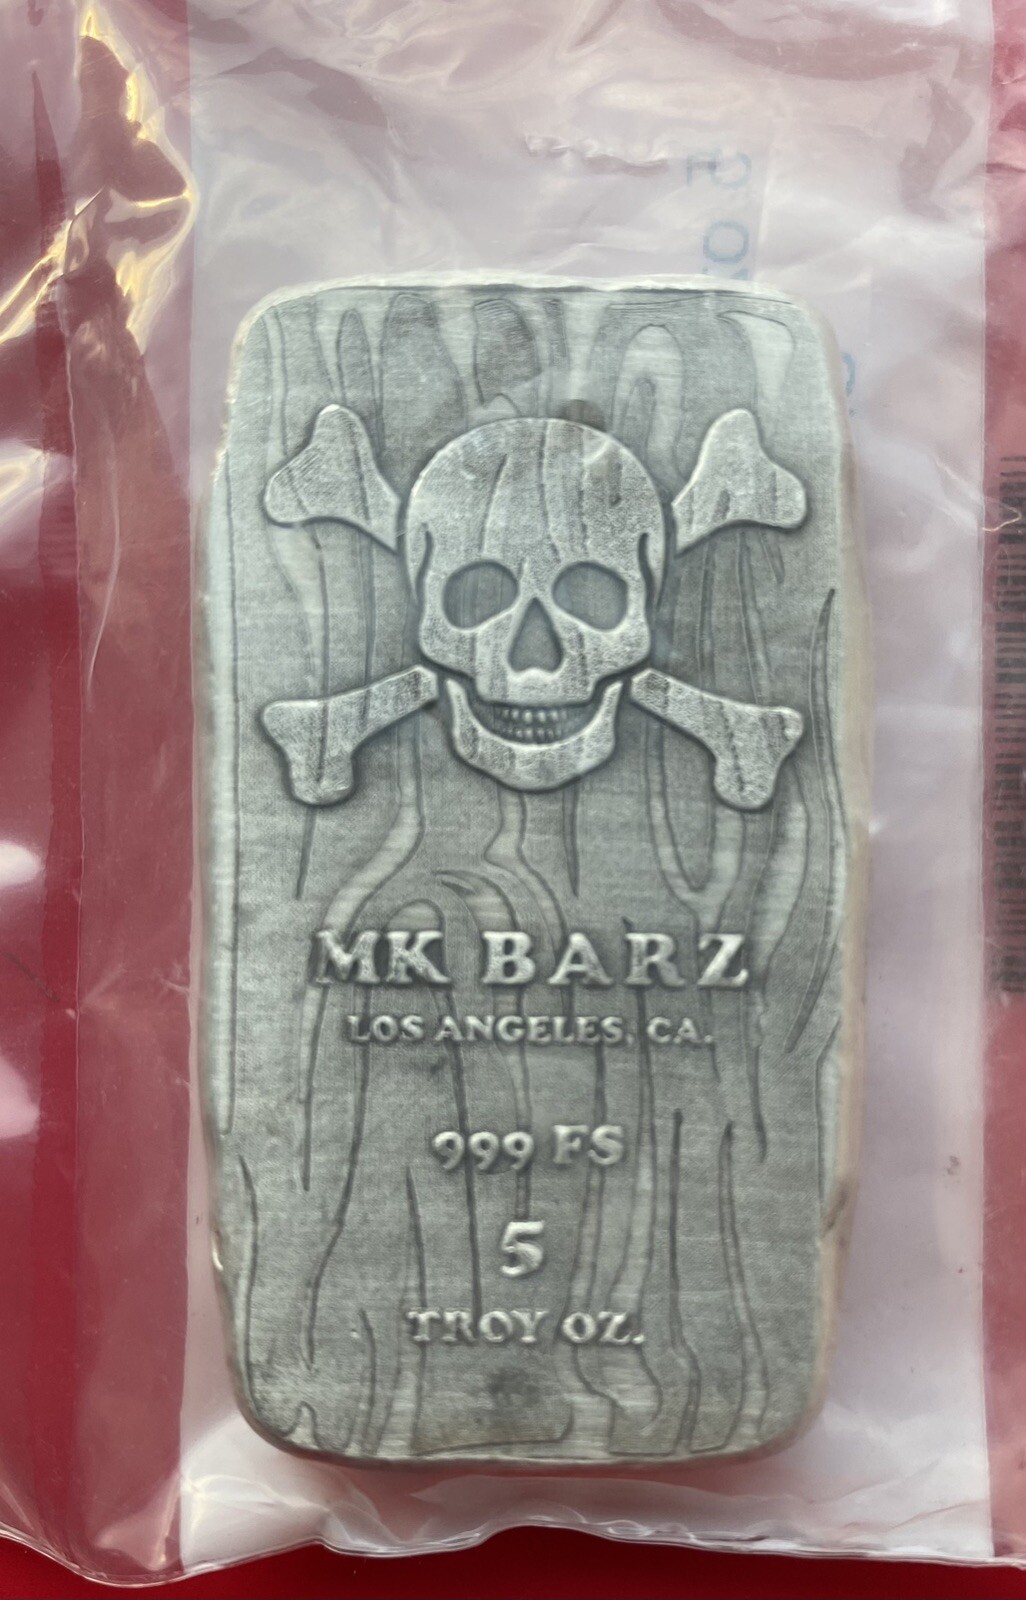 MK BARZ
LOS ANGELES, CA.
999 FS
5
TROY OZ.